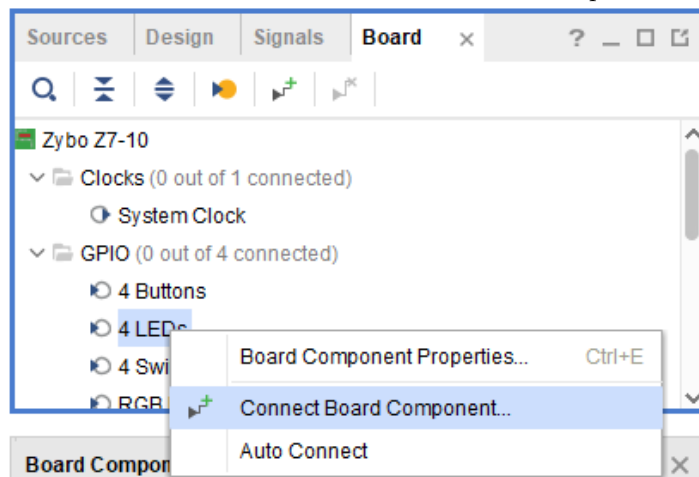 Sources Design Signals Board × ? _
Zybo Z7-10
Clocks (0 out of 1 connected)
System Clock
GPIO (0 out of 4 connected)
4 Buttons
4 LEDs
4 Swi
Board Component Properties... Ctrl+E
RGB
Connect Board Component...
Auto Connect
Board Compon